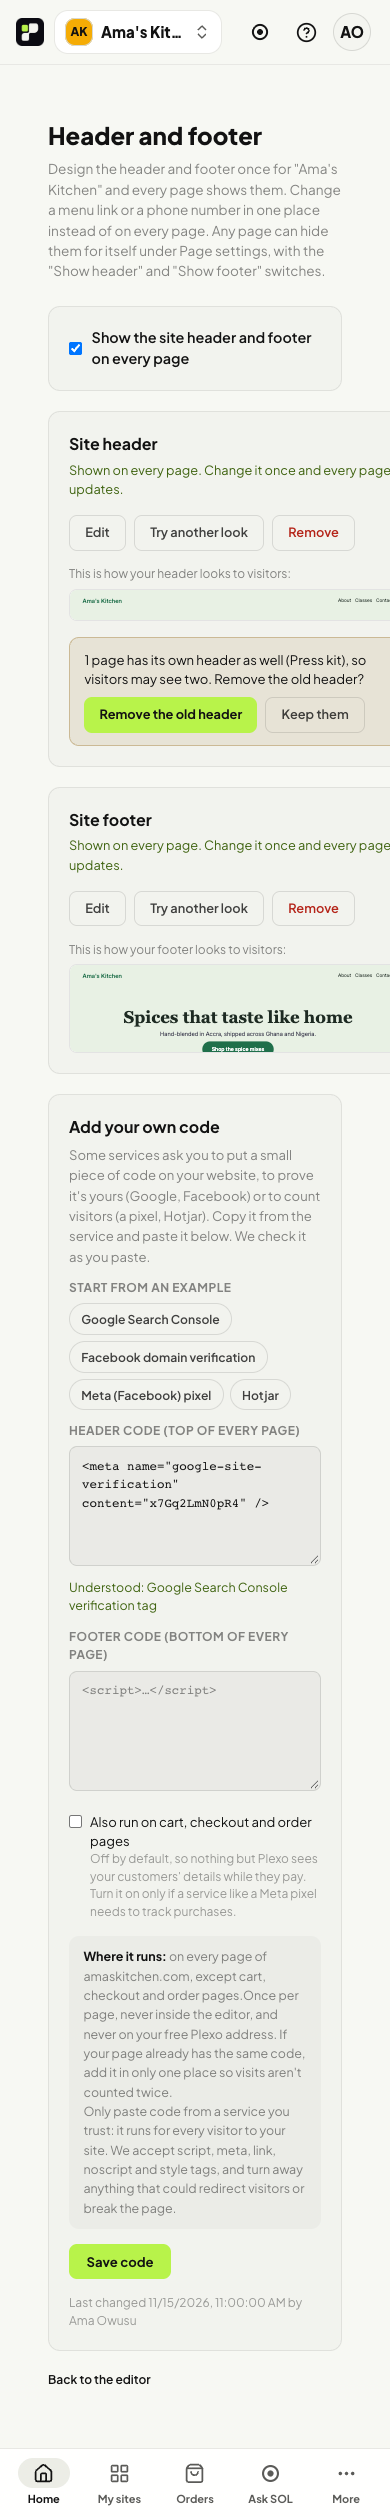 AK Ama's Kit... AO
Header and footer
Design the header and footer once for "Ama's
Kitchen" and every page shows them. Change
a menu link or a phone number in one place
instead of on every page. Any page can hide
them for itself under Page settings, with the
"Show header" and "Show footer" switches.
Show the site header and footer
on every page
Site header
Shown on every page. Change it once and every page
updates.
Edit Try another look Remove
This is how your header looks to visitors:
Ama's Kitchen About Classes
1 page has its own header as well (Press kit), so
visitors may see two. Remove the old header?
Remove the old header Keep them
Site footer
Shown on every page. Change it once and every page
updates.
Edit Try another look Remove
This is how your footer looks to visitors:
Ama's Kitchen About Classes
Spices that taste like home
Hand-blended in Accra, shipped across Ghana and Nigeria.
Shop the spice mixes
Add your own code
Some services ask you to put a small
piece of code on your website, to prove
it's yours (Google, Facebook) or to count
visitors (a pixel, Hotjar). Copy it from the
service and paste it below. We check it
as you paste.
START FROM AN EXAMPLE
Google Search Console
Facebook domain verification
Meta (Facebook) pixel Hotjar
HEADER CODE (TOP OF EVERY PAGE)
<meta name="google-site-
verification"
content="x7Gq2LmN0pR4" />
Understood: Google Search Console
verification tag
FOOTER CODE (BOTTOM OF EVERY
PAGE)
<script>…</script>
Also run on cart, checkout and order
pages
Off by default, so nothing but Plexo sees
your customers' details while they pay.
Turn it on only if a service like a Meta pixel
needs to track purchases.
Where it runs: on every page of
amaskitchen.com, except cart,
checkout and order pages.Once per
page, never inside the editor, and
never on your free Plexo address. If
your page already has the same code,
add it in only one place so visits aren't
counted twice.
Only paste code from a service you
trust: it runs for every visitor to your
site. We accept script, meta, link,
noscript and style tags, and turn away
anything that could redirect visitors or
break the page.
Save code
Last changed 11/15/2026, 11:00:00 AM by
Ama Owusu
Back to the editor
Home My sites Orders Ask SOL More